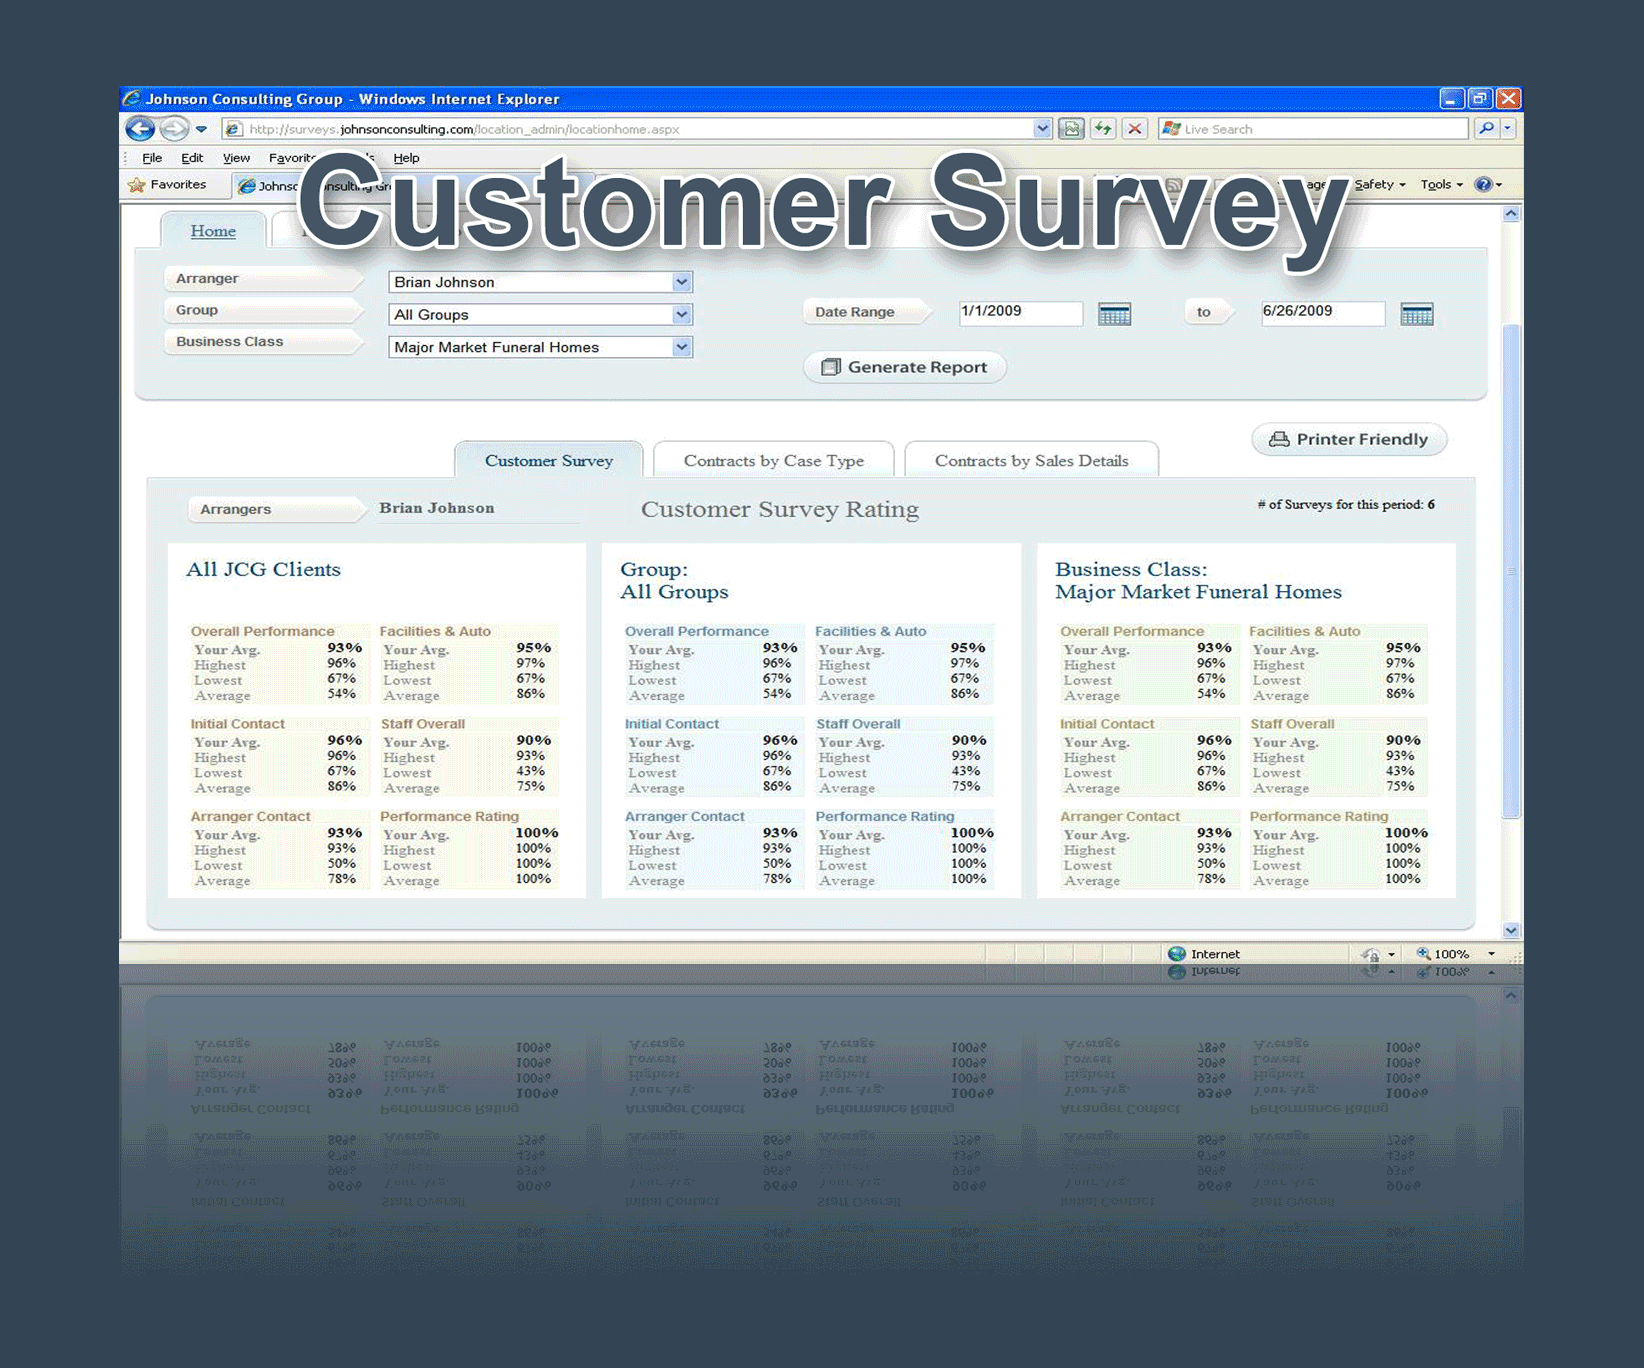 Johnson Consulting Group - Windows Internet Explorer
http://surveys.johnsonconsulting.com/location_admin/locationhome.aspx
Live Search
File Edit View Help
Favorites
Safety Tools
Customer Survey
Home
Arranger Brian Johnson
Group All Groups
Business Class Major Market Funeral Homes
Date Range 1/1/2009 to 6/26/2009
Generate Report
Printer Friendly
Customer Survey Contracts by Case Type Contracts by Sales Details
Arrangers Brian Johnson Customer Survey Rating # of Surveys for this period: 6
All JCG Clients
Overall Performance Facilities & Auto
Your Avg. 93% Your Avg. 95%
Highest 96% Highest 97%
Lowest 67% Lowest 67%
Average 54% Average 86%
Initial Contact Staff Overall
Your Avg. 96% Your Avg. 90%
Highest 96% Highest 93%
Lowest 67% Lowest 43%
Average 86% Average 75%
Arranger Contact Performance Rating
Your Avg. 93% Your Avg. 100%
Highest 93% Highest 100%
Lowest 50% Lowest 100%
Average 78% Average 100%
Group:
All Groups
Overall Performance Facilities & Auto
Your Avg. 93% Your Avg. 95%
Highest 96% Highest 97%
Lowest 67% Lowest 67%
Average 54% Average 86%
Initial Contact Staff Overall
Your Avg. 96% Your Avg. 90%
Highest 96% Highest 93%
Lowest 67% Lowest 43%
Average 86% Average 75%
Arranger Contact Performance Rating
Your Avg. 93% Your Avg. 100%
Highest 93% Highest 100%
Lowest 50% Lowest 100%
Average 78% Average 100%
Business Class:
Major Market Funeral Homes
Overall Performance Facilities & Auto
Your Avg. 93% Your Avg. 95%
Highest 96% Highest 97%
Lowest 67% Lowest 67%
Average 54% Average 86%
Initial Contact Staff Overall
Your Avg. 96% Your Avg. 90%
Highest 96% Highest 93%
Lowest 67% Lowest 43%
Average 86% Average 75%
Arranger Contact Performance Rating
Your Avg. 93% Your Avg. 100%
Highest 93% Highest 100%
Lowest 50% Lowest 100%
Average 78% Average 100%
Internet 100%